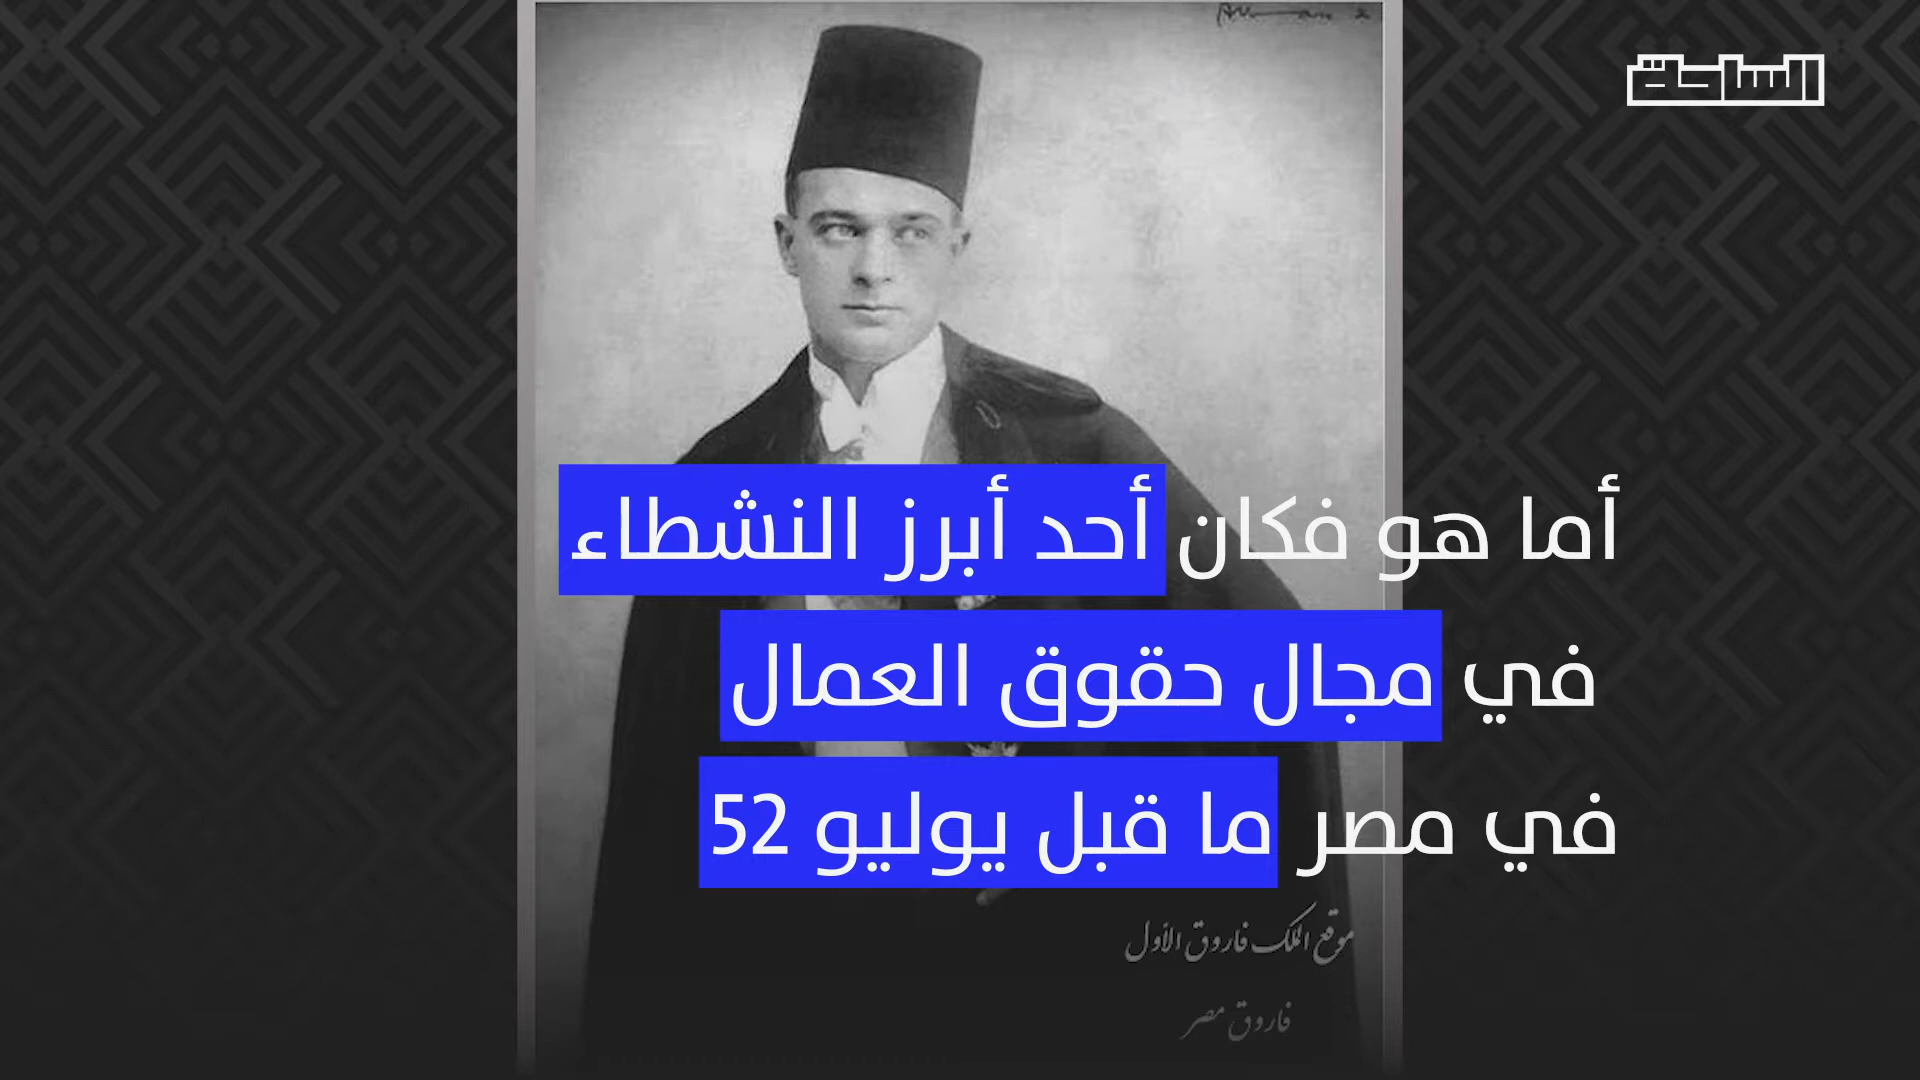 الساحة
أما هو فكان أحد أبرز النشطاء
في مجال حقوق العمال
في مصر ما قبل يوليو 52
موقع الملك فاروق الأول
فاروق مصر